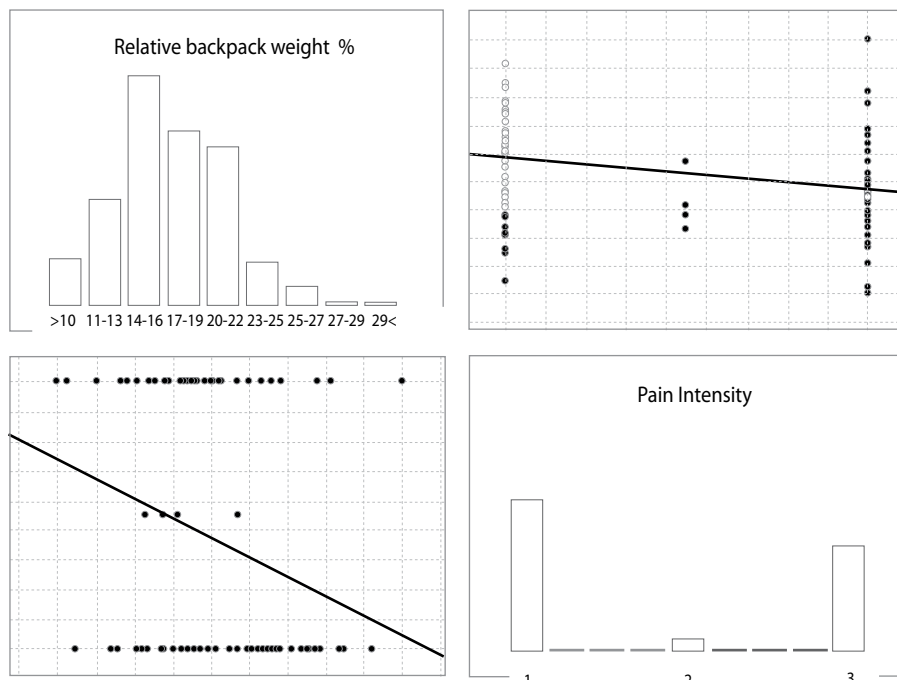 Relative backpack weight %
>10 11-13 14-16 17-19 20-22 23-25 25-27 27-29 29<
Pain Intensity
1 2 3